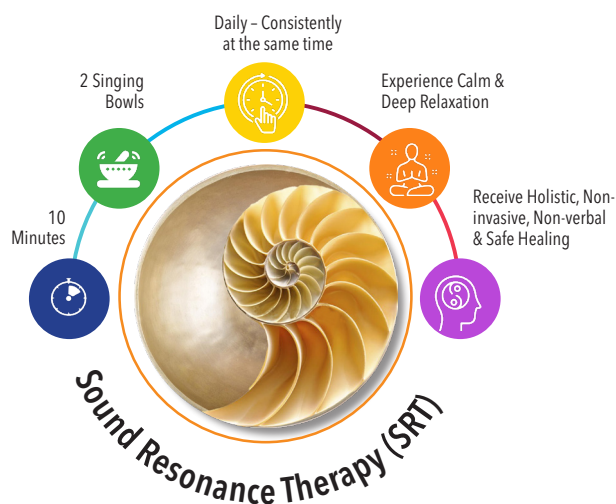 Daily – Consistently
at the same time
2 Singing
Bowls
Experience Calm &
Deep Relaxation
10
Minutes
Receive Holistic, Non-
invasive, Non-verbal
& Safe Healing
Sound Resonance Therapy (SRT)